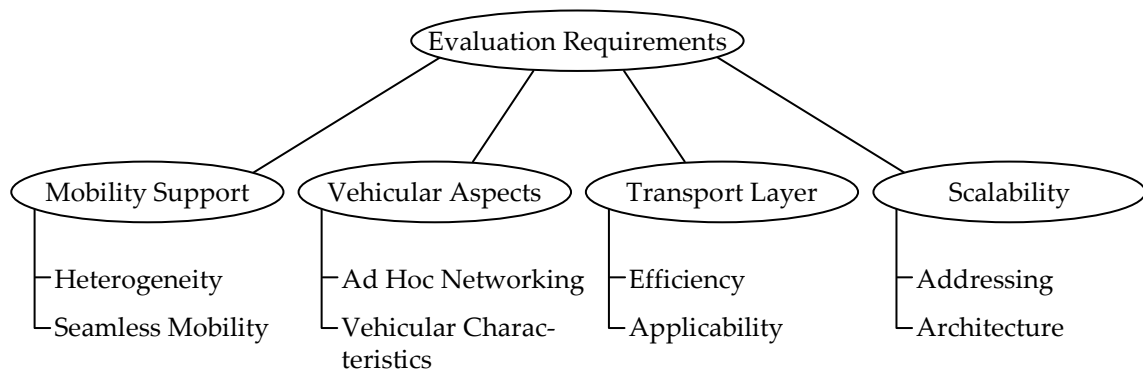 Evaluation Requirements
Mobility Support
Vehicular Aspects
Transport Layer
Scalability
Heterogeneity
Seamless Mobility
Ad Hoc Networking
Vehicular Charac-
teristics
Efficiency
Applicability
Addressing
Architecture